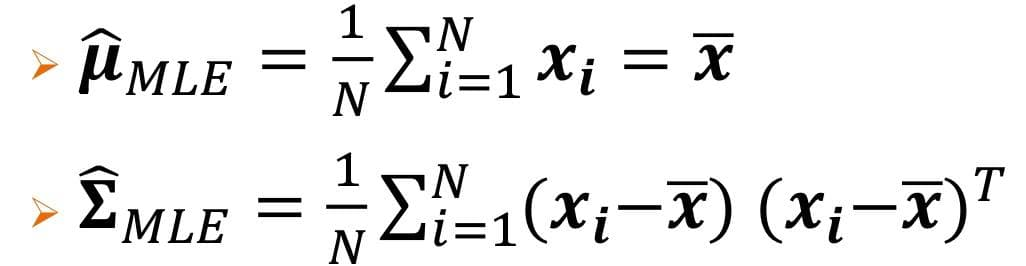 ➢ μ̂_MLE = 1/N ∑_{i=1}^{N} x_i = x̄
➢ Σ̂_MLE = 1/N ∑_{i=1}^{N} (x_i−x̄) (x_i−x̄)^T